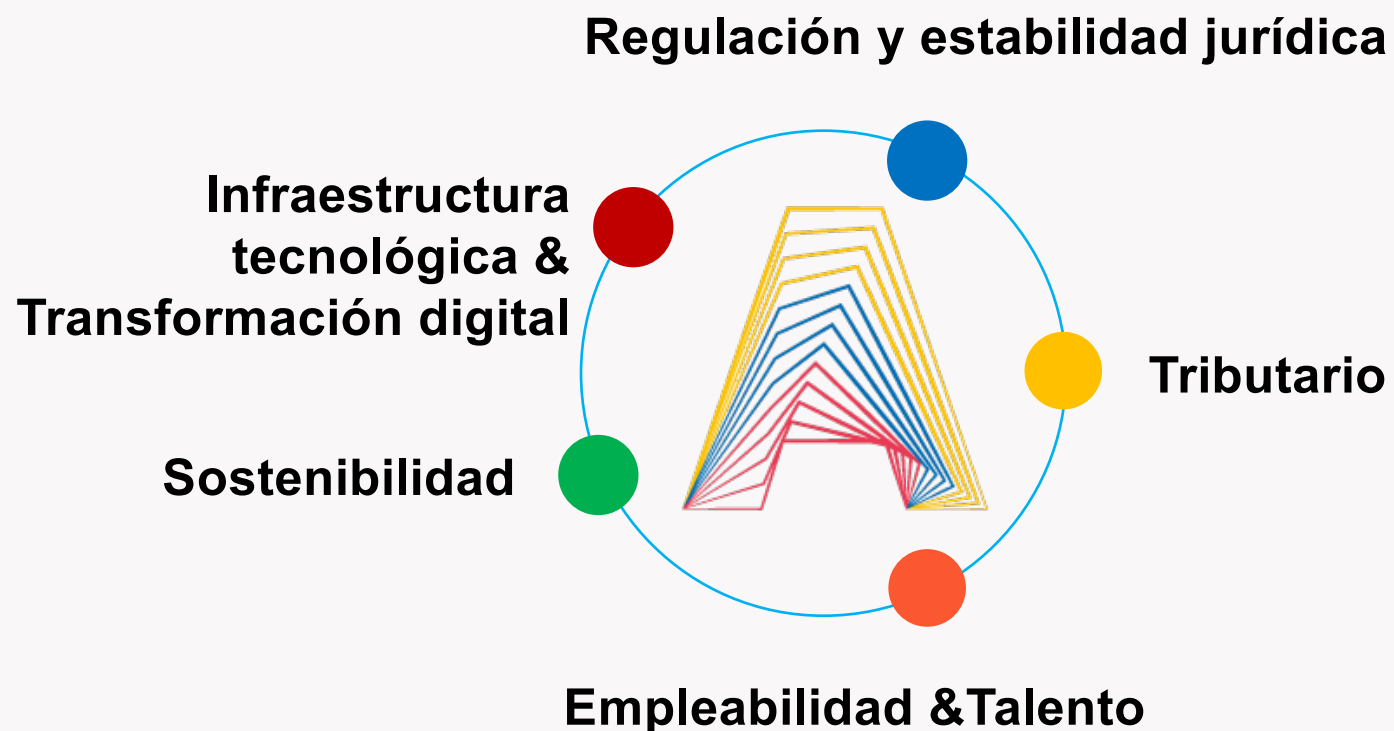 Regulación y estabilidad jurídica
Infraestructura
tecnológica &
Transformación digital
Tributario
Sostenibilidad
Empleabilidad &Talento